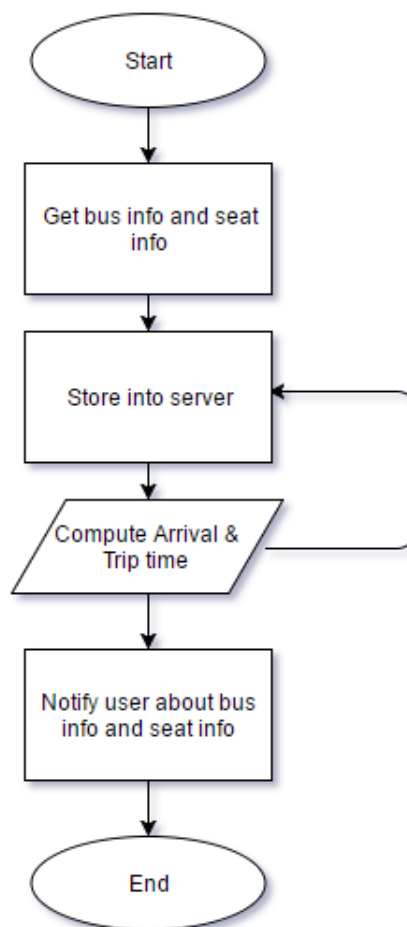 Start
Get bus info and seat
info
Store into server
Compute Arrival &
Trip time
Notify user about bus
info and seat info
End